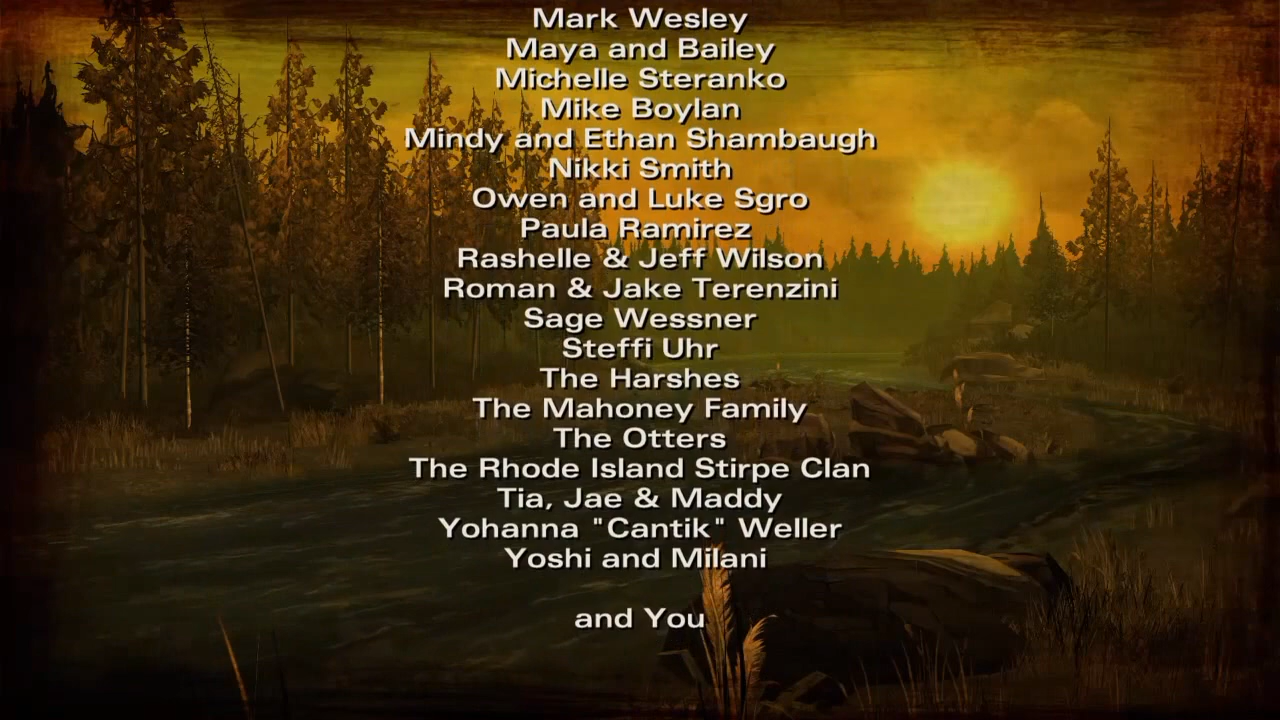 Mark Wesley
Maya and Bailey
Michelle Steranko
Mike Boylan
Mindy and Ethan Shambaugh
Nikki Smith
Owen and Luke Sgro
Paula Ramirez
Rashelle & Jeff Wilson
Roman & Jake Terenzini
Sage Wessner
Steffi Uhr
The Harshes
The Mahoney Family
The Otters
The Rhode Island Stirpe Clan
Tia, Jae & Maddy
Yohanna "Cantik" Weller
Yoshi and Milani
and You